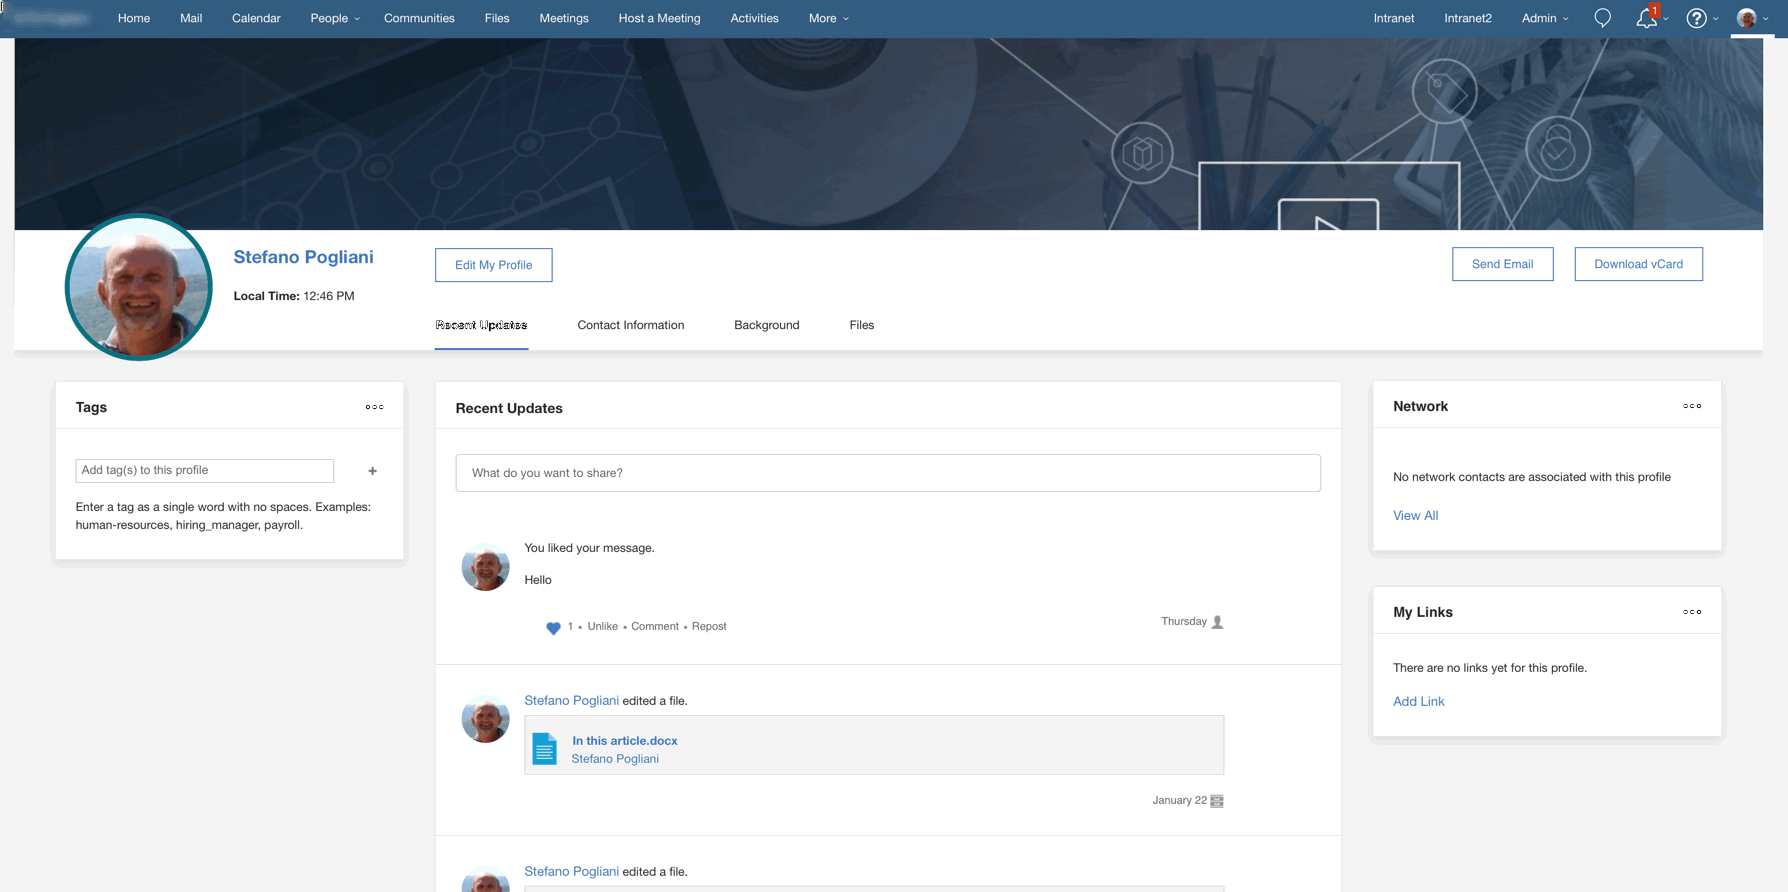 Home Mail Calendar People Communities Files Meetings Host a Meeting Activities More Intranet Intranet2 Admin 1 ?
Stefano Pogliani
Edit My Profile
Send Email
Download vCard
Local Time: 12:46 PM
Recent Updates Contact Information Background Files
Tags
Add tag(s) to this profile +
Enter a tag as a single word with no spaces. Examples:
human-resources, hiring_manager, payroll.
Recent Updates
What do you want to share?
You liked your message.
Hello
1 • Unlike • Comment • Repost
Thursday
Stefano Pogliani edited a file.
In this article.docx
Stefano Pogliani
January 22
Stefano Pogliani edited a file.
Network
No network contacts are associated with this profile
View All
My Links
There are no links yet for this profile.
Add Link